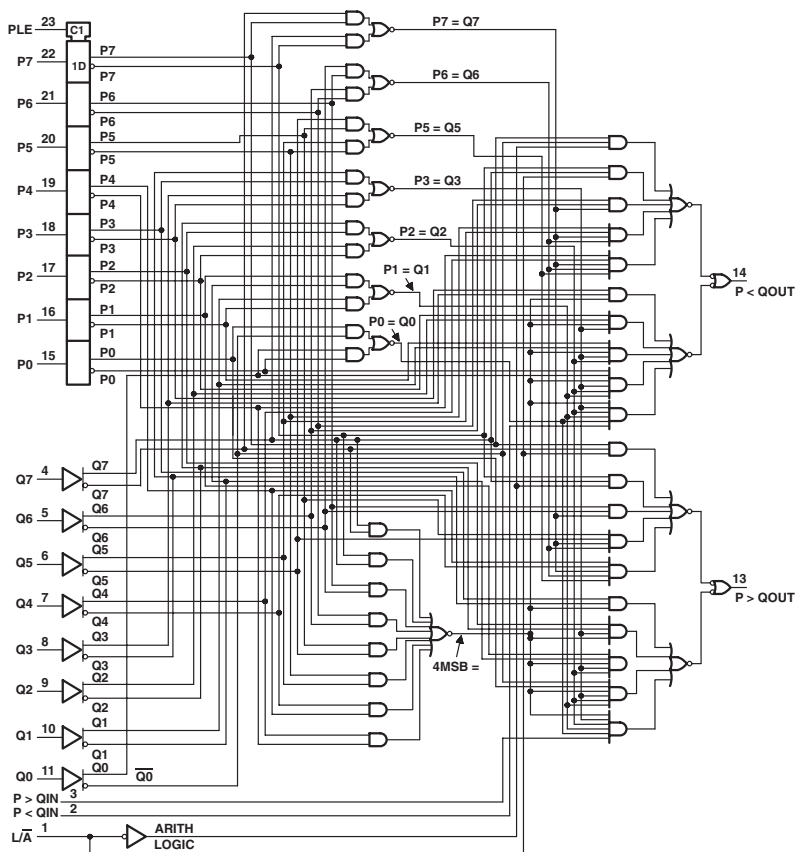 PLE 23 C1
P7 22 1D P7
P7
P6 21 P6
P6
P5 20 P5
P5
P4 19 P4
P4
P3 18 P3
P3
P2 17 P2
P2
P1 16 P1
P1
P0 15 P0
P0
P7 = Q7
P6 = Q6
P5 = Q5
P3 = Q3
P2 = Q2
P1 = Q1
P0 = Q0
14
P < QOUT
13
P > QOUT
4MSB =
Q7 4 Q7
Q7
Q6 5 Q6
Q6
Q5 6 Q5
Q5
Q4 7 Q4
Q4
Q3 8 Q3
Q3
Q2 9 Q2
Q2
Q1 10 Q1
Q1
Q0 11 Q0 Q0
P > QIN 3
P < QIN 2
L/A 1
ARITH
LOGIC